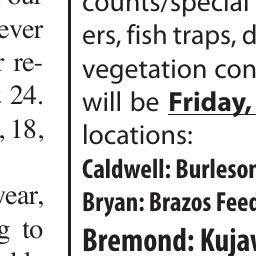 our
ever
r re-
24.
, 18,
year,
g to
counts/special
ers, fish traps, d
vegetation con
will be Friday,
locations:
Caldwell: Burleson
Bryan: Brazos Feed
Bremond: Kujaw